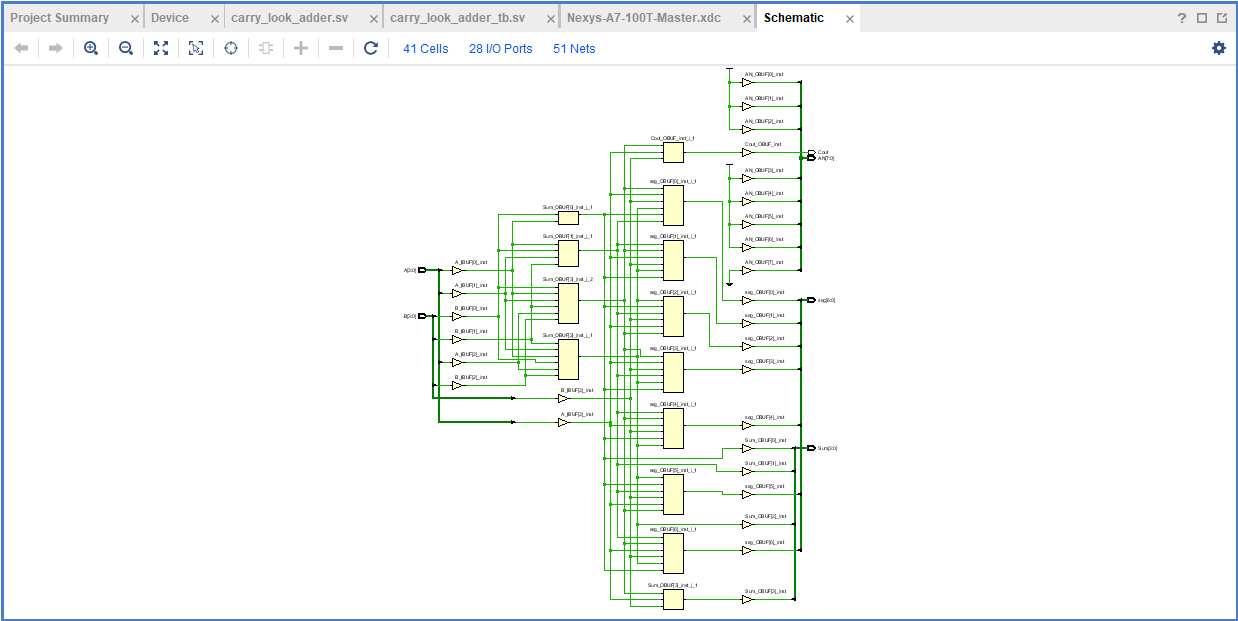 Project Summary × Device × carry_look_adder.sv × carry_look_adder_tb.sv × Nexys-A7-100T-Master.xdc × Schematic × ?
41 Cells 28 I/O Ports 51 Nets
AN_OBUF[0]_inst
AN_OBUF[1]_inst
AN_OBUF[2]_inst
Cout_OBUF_inst_i_1
Cout_OBUF_inst
Cout
AN[7:0]
AN_OBUF[3]_inst
seg_OBUF[0]_inst_i_1
AN_OBUF[4]_inst
Sum_OBUF[0]_inst_i_1
AN_OBUF[5]_inst
Sum_OBUF[1]_inst_i_1
seg_OBUF[1]_inst_i_1
AN_OBUF[6]_inst
A_IBUF[0]_inst
AN_OBUF[7]_inst
A[3:0]
Sum_OBUF[3]_inst_i_2
A_IBUF[1]_inst
seg_OBUF[2]_inst_i_1
seg_OBUF[0]_inst
seg[6:0]
B_IBUF[0]_inst
B[3:0]
seg_OBUF[1]_inst
B_IBUF[1]_inst
Sum_OBUF[2]_inst_i_1
seg_OBUF[2]_inst
A_IBUF[2]_inst
seg_OBUF[3]_inst_i_1
seg_OBUF[3]_inst
B_IBUF[2]_inst
B_IBUF[3]_inst
seg_OBUF[4]_inst_i_1
A_IBUF[3]_inst
seg_OBUF[4]_inst
Sum_OBUF[0]_inst
Sum[3:0]
Sum_OBUF[1]_inst
seg_OBUF[5]_inst_i_1
seg_OBUF[5]_inst
Sum_OBUF[2]_inst
seg_OBUF[6]_inst_i_1
seg_OBUF[6]_inst
Sum_OBUF[3]_inst_i_1
Sum_OBUF[3]_inst